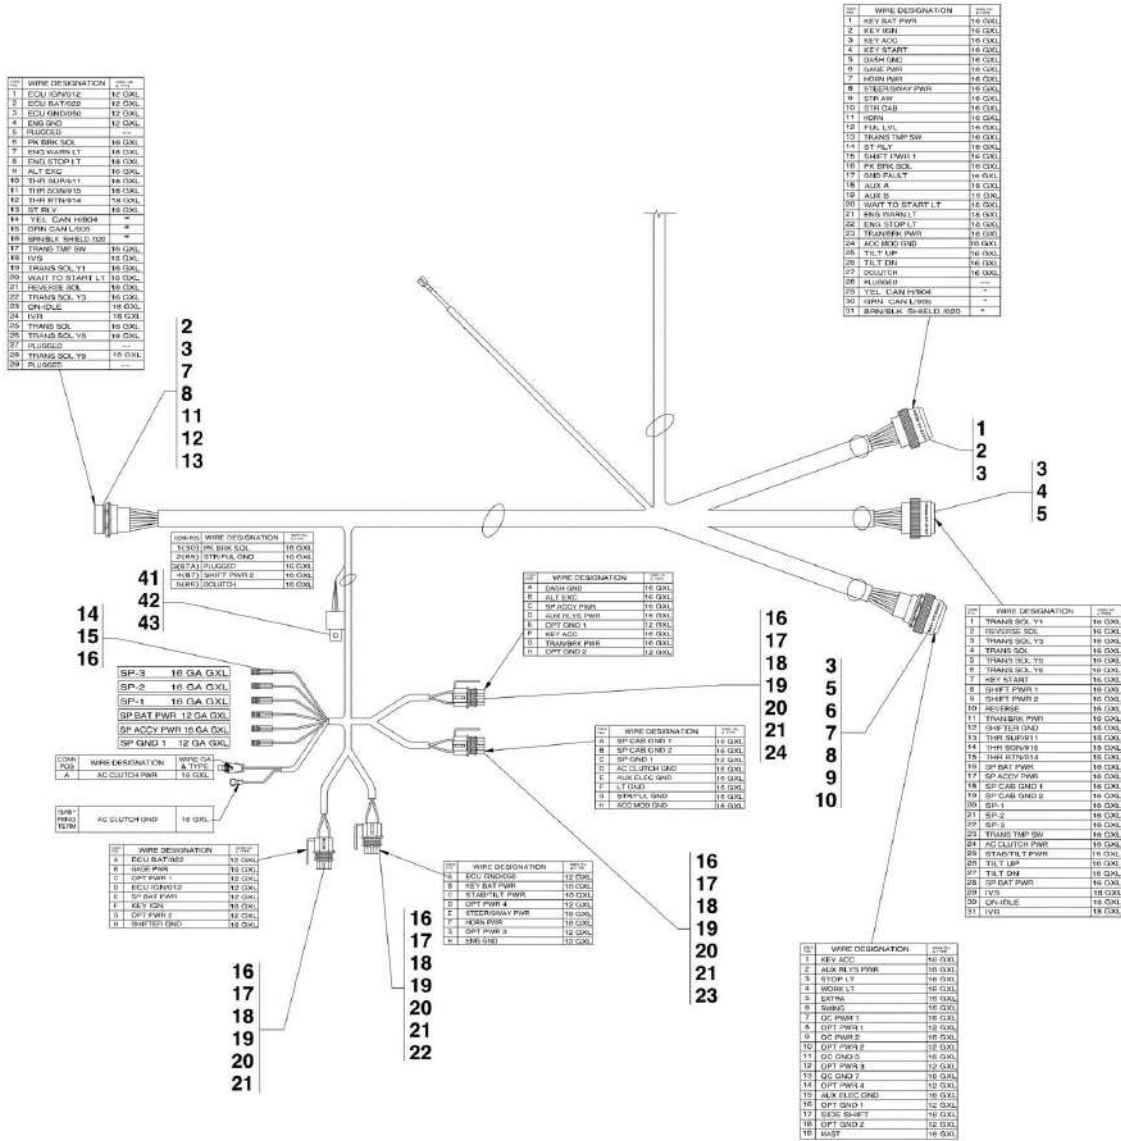 WIRE DESIGNATION
1 KEY BAT PWR 16 GXL
2 KEY IGN 16 GXL
3 KEY ACC 16 GXL
4 KEY START 16 GXL
5 DASH GND 16 GXL
6 GAGE PWR 16 GXL
7 HORN PWR 16 GXL
8 STEER/SWAY PWR 16 GXL
9 STR AW 16 GXL
10 STR CAB 16 GXL
11 HORN 16 GXL
12 FUL LVL 16 GXL
13 TRANS TMP SW 16 GXL
14 ST RLY 16 GXL
15 SHIFT PWR 1 16 GXL
16 PK BRK SOL 16 GXL
17 GND FAULT 16 GXL
18 AUX A 16 GXL
19 AUX B 16 GXL
20 WAIT TO START LT 18 GXL
21 ENG WARN LT 18 GXL
22 ENG STOP LT 18 GXL
23 TRAN/BRK PWR 16 GXL
24 ACC MOD GND 16 GXL
25 TILT UP 16 GXL
26 TILT DN 16 GXL
27 DCLUTCH 16 GXL
28 PLUGGED ---
29 YEL CAN H/904 *
30 GRN CAN L/905 *
31 BRN/BLK SHIELD /020 *
WIRE DESIGNATION
1 ECU IGN/012 12 GXL
2 ECU BAT/022 12 GXL
3 ECU GND/050 12 GXL
4 ENG GND 12 GXL
5 PLUGGED ---
6 PK BRK SOL 16 GXL
7 ENG WARN LT 18 GXL
8 ENG STOP LT 18 GXL
9 ALT EXC 16 GXL
10 THR SUP/911 18 GXL
11 THR SGN/915 18 GXL
12 THR RTN/914 18 GXL
13 ST RLY 16 GXL
14 YEL CAN H/904 *
15 GRN CAN L/905 *
16 BRN/BLK SHIELD /020 *
17 TRANS TMP SW 16 GXL
18 IVS 18 GXL
19 TRANS SOL Y1 16 GXL
20 WAIT TO START LT 18 GXL
21 REVERSE SOL 16 GXL
22 TRANS SOL Y3 16 GXL
23 ON-IDLE 18 GXL
24 IVR 18 GXL
25 TRANS SOL 16 GXL
26 TRANS SOL Y5 16 GXL
27 PLUGGED ---
28 TRANS SOL Y6 16 GXL
29 PLUGGED ---
2
3
7
8
11
12
13
1
2
3
3
4
5
WIRE DESIGNATION
1(30) PK BRK SOL 16 GXL
2(85) STR/FUL GND 16 GXL
3(87A) PLUGGED 16 GXL
4(87) SHIFT PWR 2 16 GXL
5(86) DCLUTCH 16 GXL
41
42
43
14
15
16
SP-3 16 GA GXL
SP-2 16 GA GXL
SP-1 16 GA GXL
SP BAT PWR 12 GA GXL
SP ACCY PWR 16 GA GXL
SP GND 1 12 GA GXL
CONN POS WIRE DESIGNATION WIRE GA & TYPE
A AC CLUTCH PWR 16 GXL
3/8" RING TERM AC CLUTCH GND 16 GXL
WIRE DESIGNATION
A DASH GND 16 GXL
B ALT EXC 16 GXL
C SP ACCY PWR 16 GXL
D AUX RLYS PWR 16 GXL
E OPT GND 1 12 GXL
F KEY ACC 16 GXL
G TRAN/BRK PWR 16 GXL
H OPT GND 2 12 GXL
16
17
18
19
20
21
24
3
5
6
7
8
9
10
WIRE DESIGNATION
A SP CAB GND 1 16 GXL
B SP CAB GND 2 16 GXL
C SP GND 1 12 GXL
D AC CLUTCH GND 16 GXL
E AUX ELEC GND 16 GXL
F LT GND 16 GXL
G STR/FUL GND 16 GXL
H ACC MOD GND 16 GXL
WIRE DESIGNATION
1 TRANS SOL Y1 16 GXL
2 REVERSE SOL 16 GXL
3 TRANS SOL Y3 16 GXL
4 TRANS SOL 16 GXL
5 TRANS SOL Y5 16 GXL
6 TRANS SOL Y6 16 GXL
7 KEY START 16 GXL
8 SHIFT PWR 1 16 GXL
9 SHIFT PWR 2 16 GXL
10 REVERSE 16 GXL
11 TRAN/BRK PWR 16 GXL
12 SHIFTER GND 16 GXL
13 THR SUP/911 18 GXL
14 THR SGN/915 18 GXL
15 THR RTN/914 18 GXL
16 SP BAT PWR 16 GXL
17 SP ACCY PWR 16 GXL
18 SP CAB GND 1 16 GXL
19 SP CAB GND 2 16 GXL
20 SP-1 16 GXL
21 SP-2 16 GXL
22 SP-3 16 GXL
23 TRANS TMP SW 16 GXL
24 AC CLUTCH PWR 16 GXL
25 STAB/TILT PWR 16 GXL
26 TILT UP 16 GXL
27 TILT DN 16 GXL
28 SP BAT PWR 16 GXL
29 IVS 18 GXL
30 ON-IDLE 18 GXL
31 IVR 18 GXL
WIRE DESIGNATION
A ECU BAT/022 12 GXL
B GAGE PWR 16 GXL
C OPT PWR 1 12 GXL
D ECU IGN/012 12 GXL
E SP BAT PWR 12 GXL
F KEY IGN 16 GXL
G OPT PWR 2 12 GXL
H SHIFTER GND 16 GXL
WIRE DESIGNATION
A ECU GND/050 12 GXL
B KEY BAT PWR 16 GXL
C STAB/TILT PWR 16 GXL
D OPT PWR 4 12 GXL
E STEER/SWAY PWR 16 GXL
F HORN PWR 16 GXL
G OPT PWR 3 12 GXL
H ENG GND 12 GXL
16
17
18
19
20
21
23
16
17
18
19
20
21
22
16
17
18
19
20
21
WIRE DESIGNATION
1 KEY ACC 16 GXL
2 AUX RLYS PWR 16 GXL
3 STOP LT 16 GXL
4 WORK LT 16 GXL
5 EXTRA 16 GXL
6 SWING 16 GXL
7 QC PWR 1 16 GXL
8 OPT PWR 1 12 GXL
9 QC PWR 2 16 GXL
10 OPT PWR 2 12 GXL
11 QC GND 5 16 GXL
12 OPT PWR 3 12 GXL
13 QC GND 7 16 GXL
14 OPT PWR 4 12 GXL
15 AUX ELEC GND 16 GXL
16 OPT GND 1 12 GXL
17 SIDE SHIFT 16 GXL
18 OPT GND 2 12 GXL
19 MAST 16 GXL